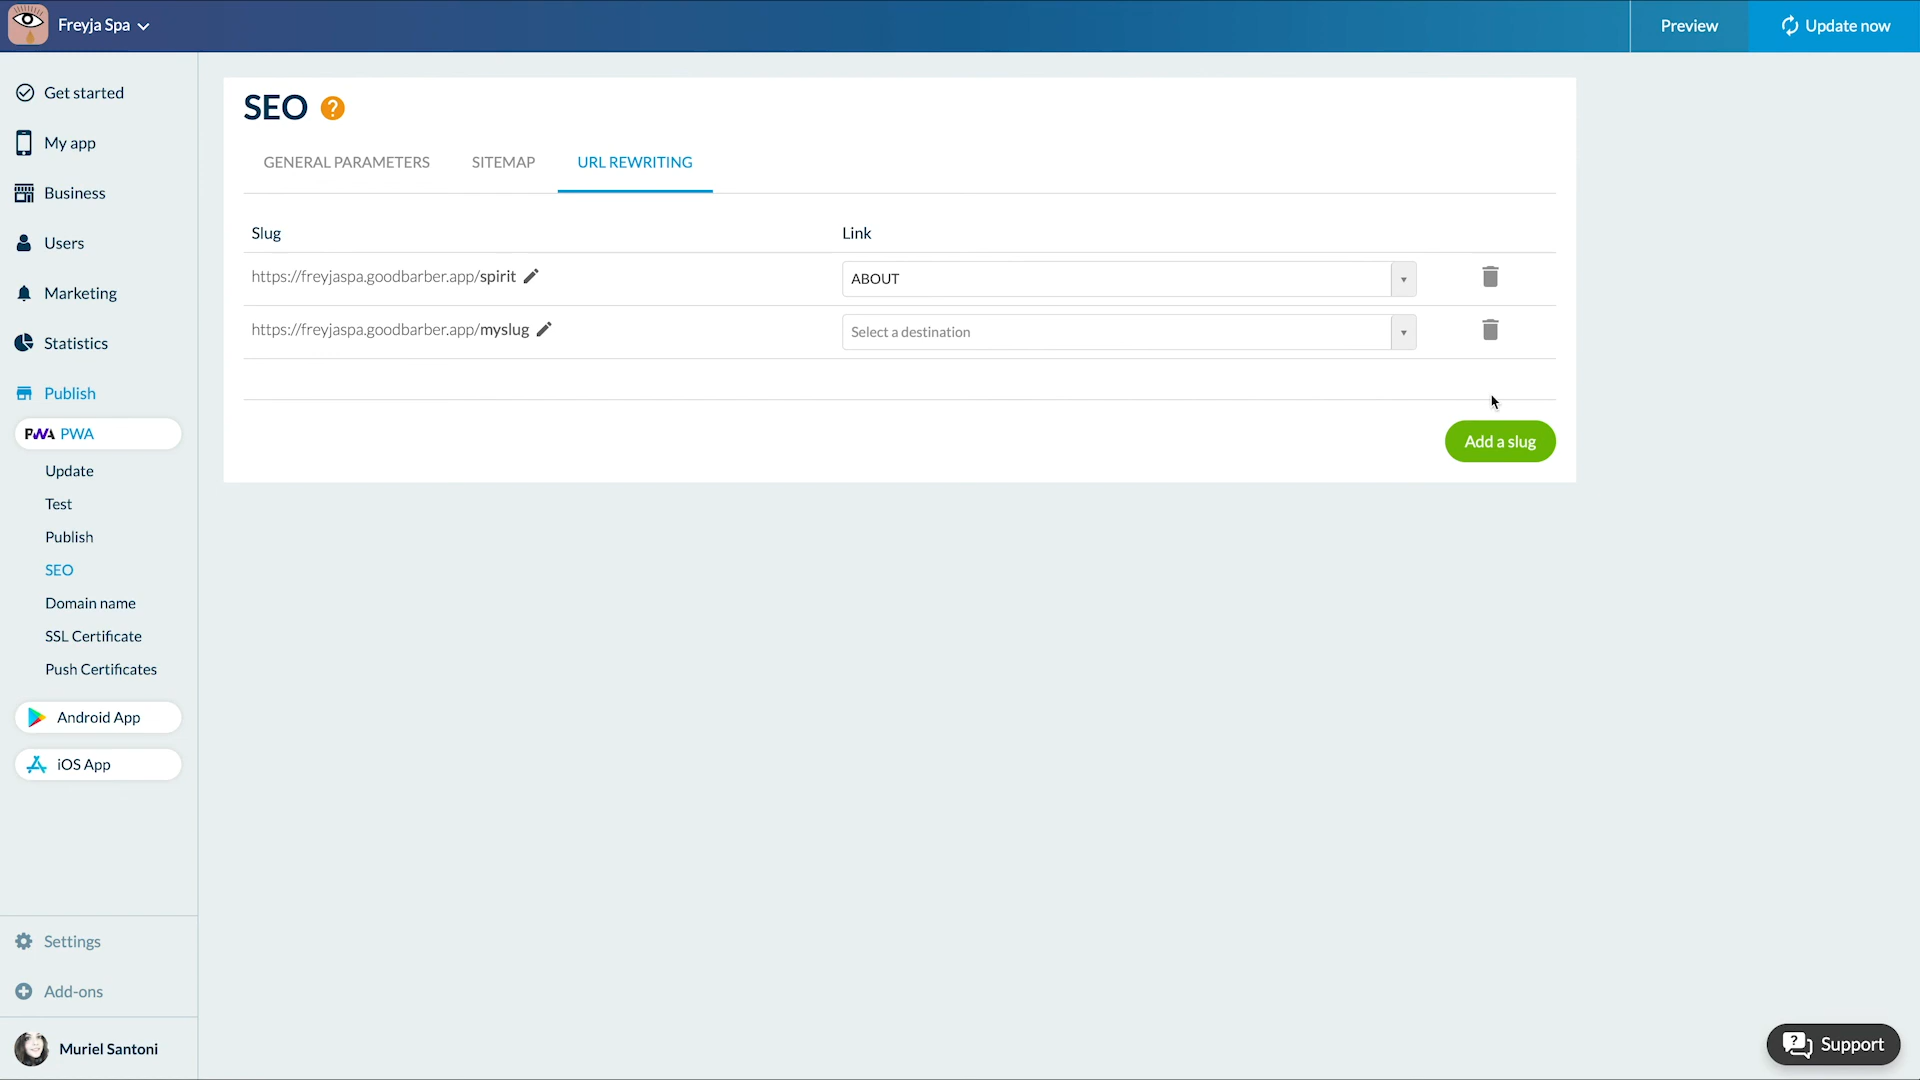 Freyja Spa
Preview
Update now
Get started
My app
Business
Users
Marketing
Statistics
Publish
PWA PWA
Update
Test
Publish
SEO
Domain name
SSL Certificate
Push Certificates
Android App
iOS App
Settings
Add-ons
Muriel Santoni
SEO ?
GENERAL PARAMETERS SITEMAP URL REWRITING
Slug Link
https://freyjaspa.goodbarber.app/spirit ABOUT
https://freyjaspa.goodbarber.app/myslug Select a destination
Add a slug
? Support